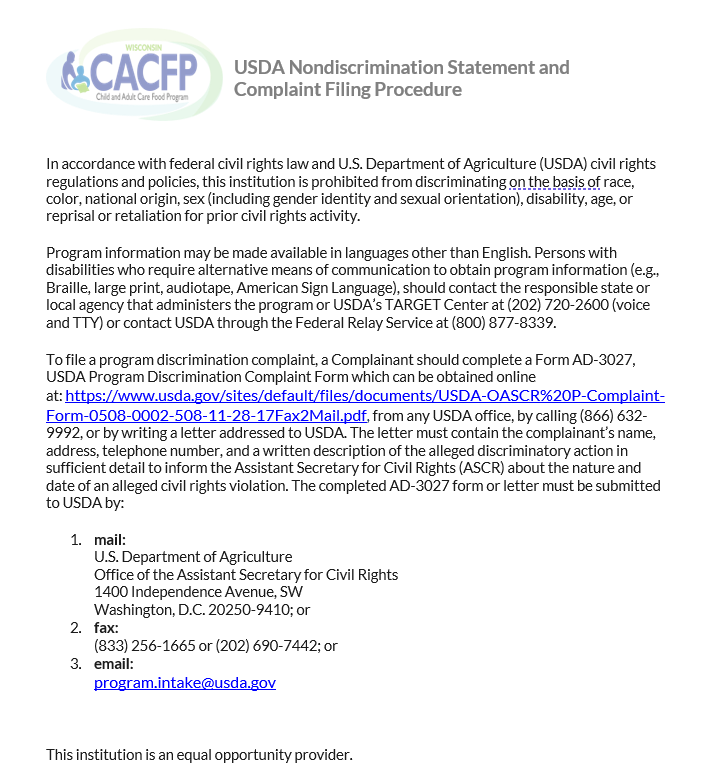 WISCONSIN
CACFP
Child and Adult Care Food Program
USDA Nondiscrimination Statement and
Complaint Filing Procedure
In accordance with federal civil rights law and U.S. Department of Agriculture (USDA) civil rights
regulations and policies, this institution is prohibited from discriminating on the basis of race,
color, national origin, sex (including gender identity and sexual orientation), disability, age, or
reprisal or retaliation for prior civil rights activity.
Program information may be made available in languages other than English. Persons with
disabilities who require alternative means of communication to obtain program information (e.g.,
Braille, large print, audiotape, American Sign Language), should contact the responsible state or
local agency that administers the program or USDA's TARGET Center at (202) 720-2600 (voice
and TTY) or contact USDA through the Federal Relay Service at (800) 877-8339.
To file a program discrimination complaint, a Complainant should complete a Form AD-3027,
USDA Program Discrimination Complaint Form which can be obtained online
at: https://www.usda.gov/sites/default/files/documents/USDA-OASCR%20P-Complaint-
Form-0508-0002-508-11-28-17Fax2Mail.pdf, from any USDA office, by calling (866) 632-
9992, or by writing a letter addressed to USDA. The letter must contain the complainant's name,
address, telephone number, and a written description of the alleged discriminatory action in
sufficient detail to inform the Assistant Secretary for Civil Rights (ASCR) about the nature and
date of an alleged civil rights violation. The completed AD-3027 form or letter must be submitted
to USDA by:
1. mail:
U.S. Department of Agriculture
Office of the Assistant Secretary for Civil Rights
1400 Independence Avenue, SW
Washington, D.C. 20250-9410; or
2. fax:
(833) 256-1665 or (202) 690-7442; or
3. email:
program.intake@usda.gov
This institution is an equal opportunity provider.